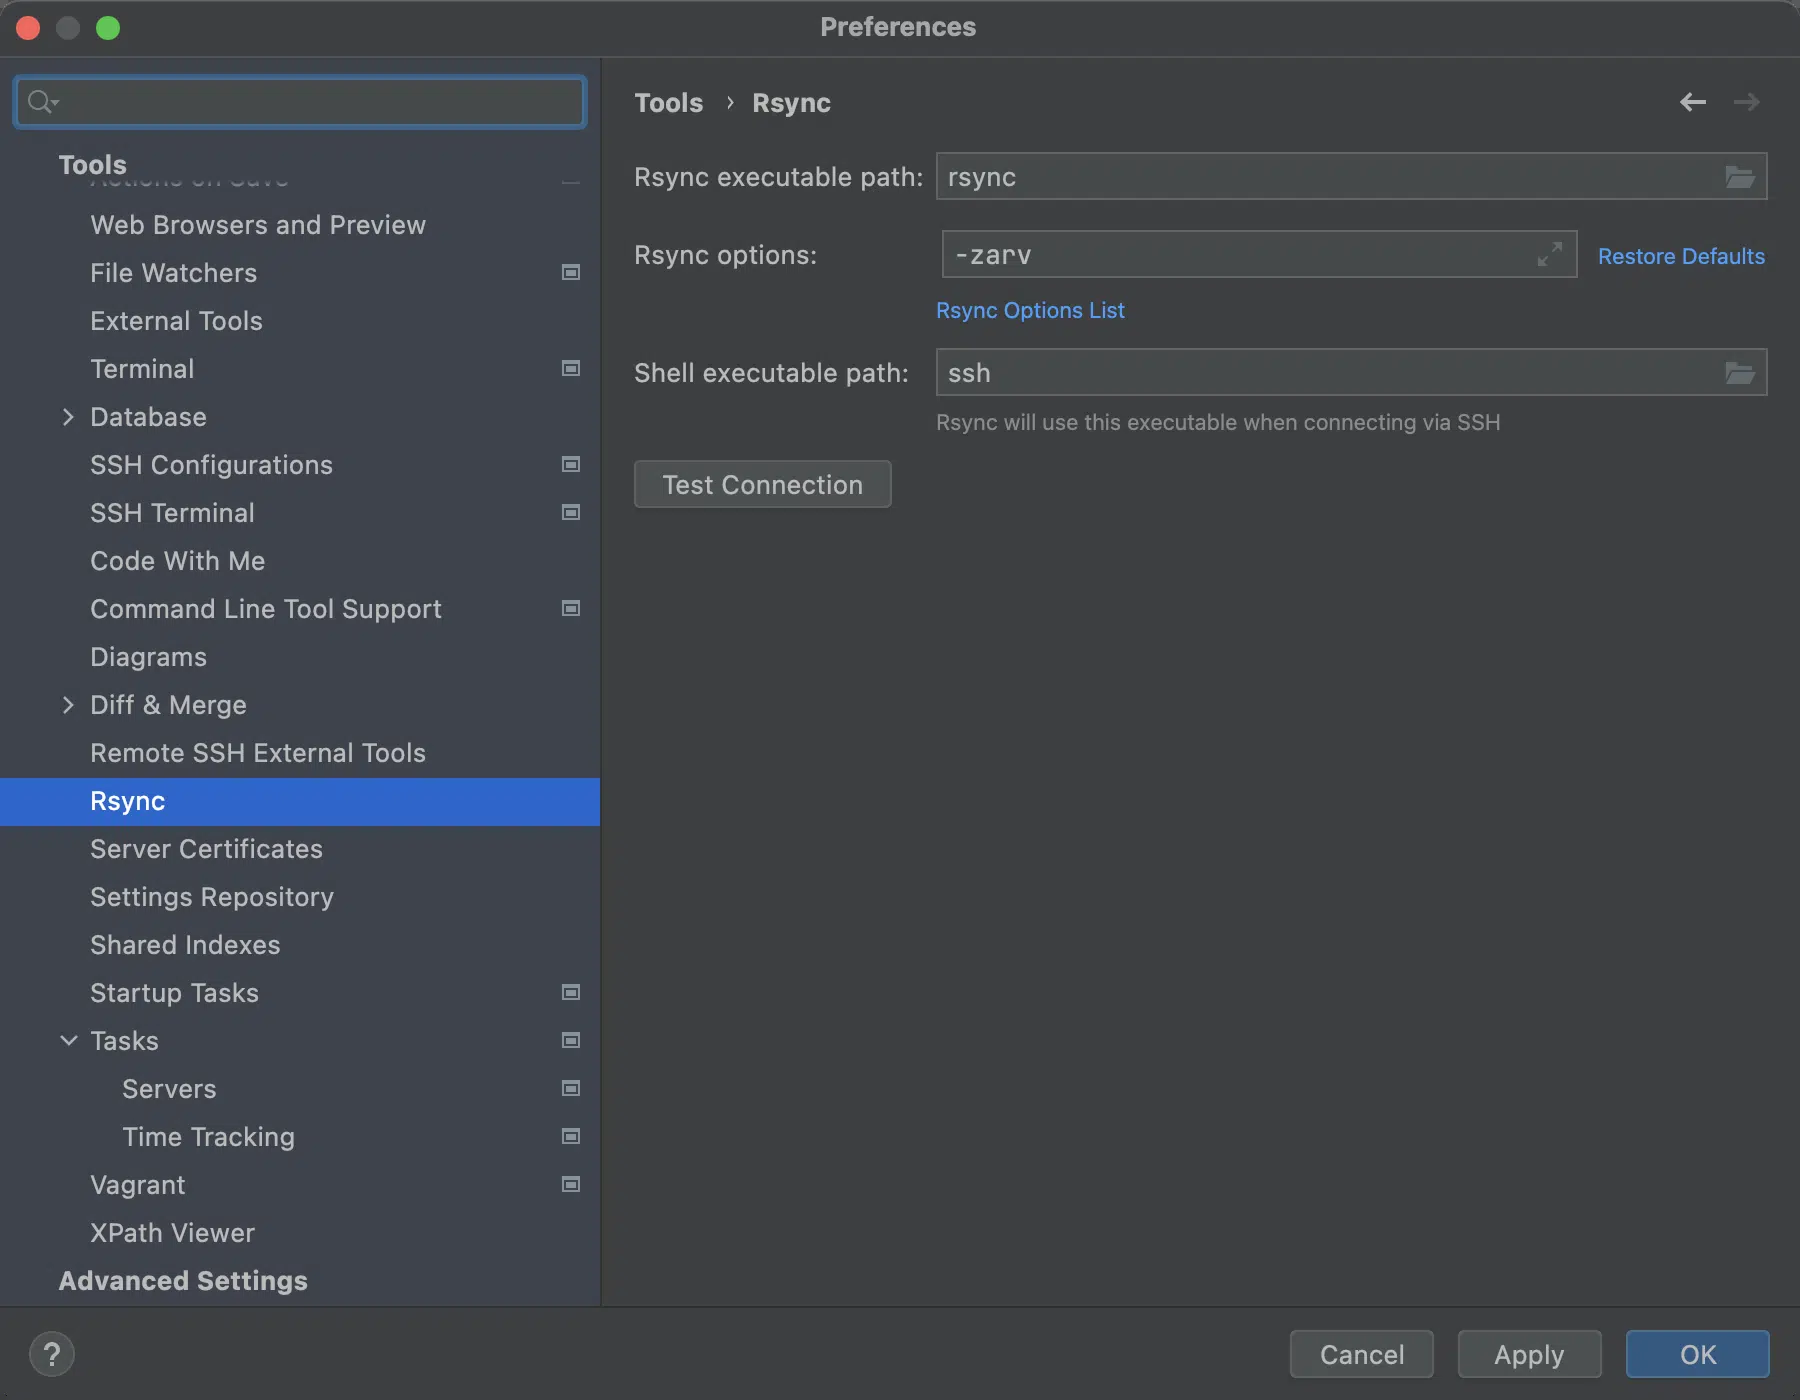 Preferences
Tools
Web Browsers and Preview
File Watchers
External Tools
Terminal
Database
SSH Configurations
SSH Terminal
Code With Me
Command Line Tool Support
Diagrams
Diff & Merge
Remote SSH External Tools
Rsync
Server Certificates
Settings Repository
Shared Indexes
Startup Tasks
Tasks
Servers
Time Tracking
Vagrant
XPath Viewer
Advanced Settings
Tools › Rsync
Rsync executable path: rsync
Rsync options: -zarv Restore Defaults
Rsync Options List
Shell executable path: ssh
Rsync will use this executable when connecting via SSH
Test Connection
? Cancel Apply OK